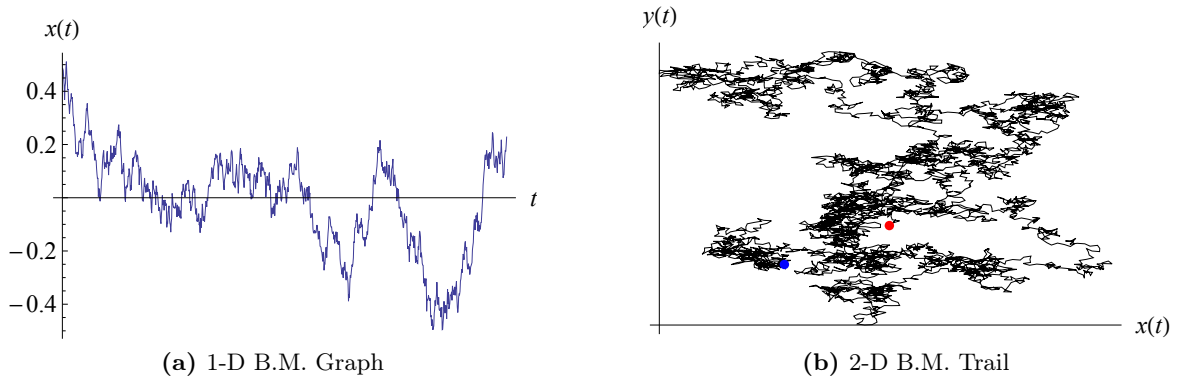 x(t)
0.4
0.2
t
−0.2
−0.4
(a) 1-D B.M. Graph
y(t)
x(t)
(b) 2-D B.M. Trail